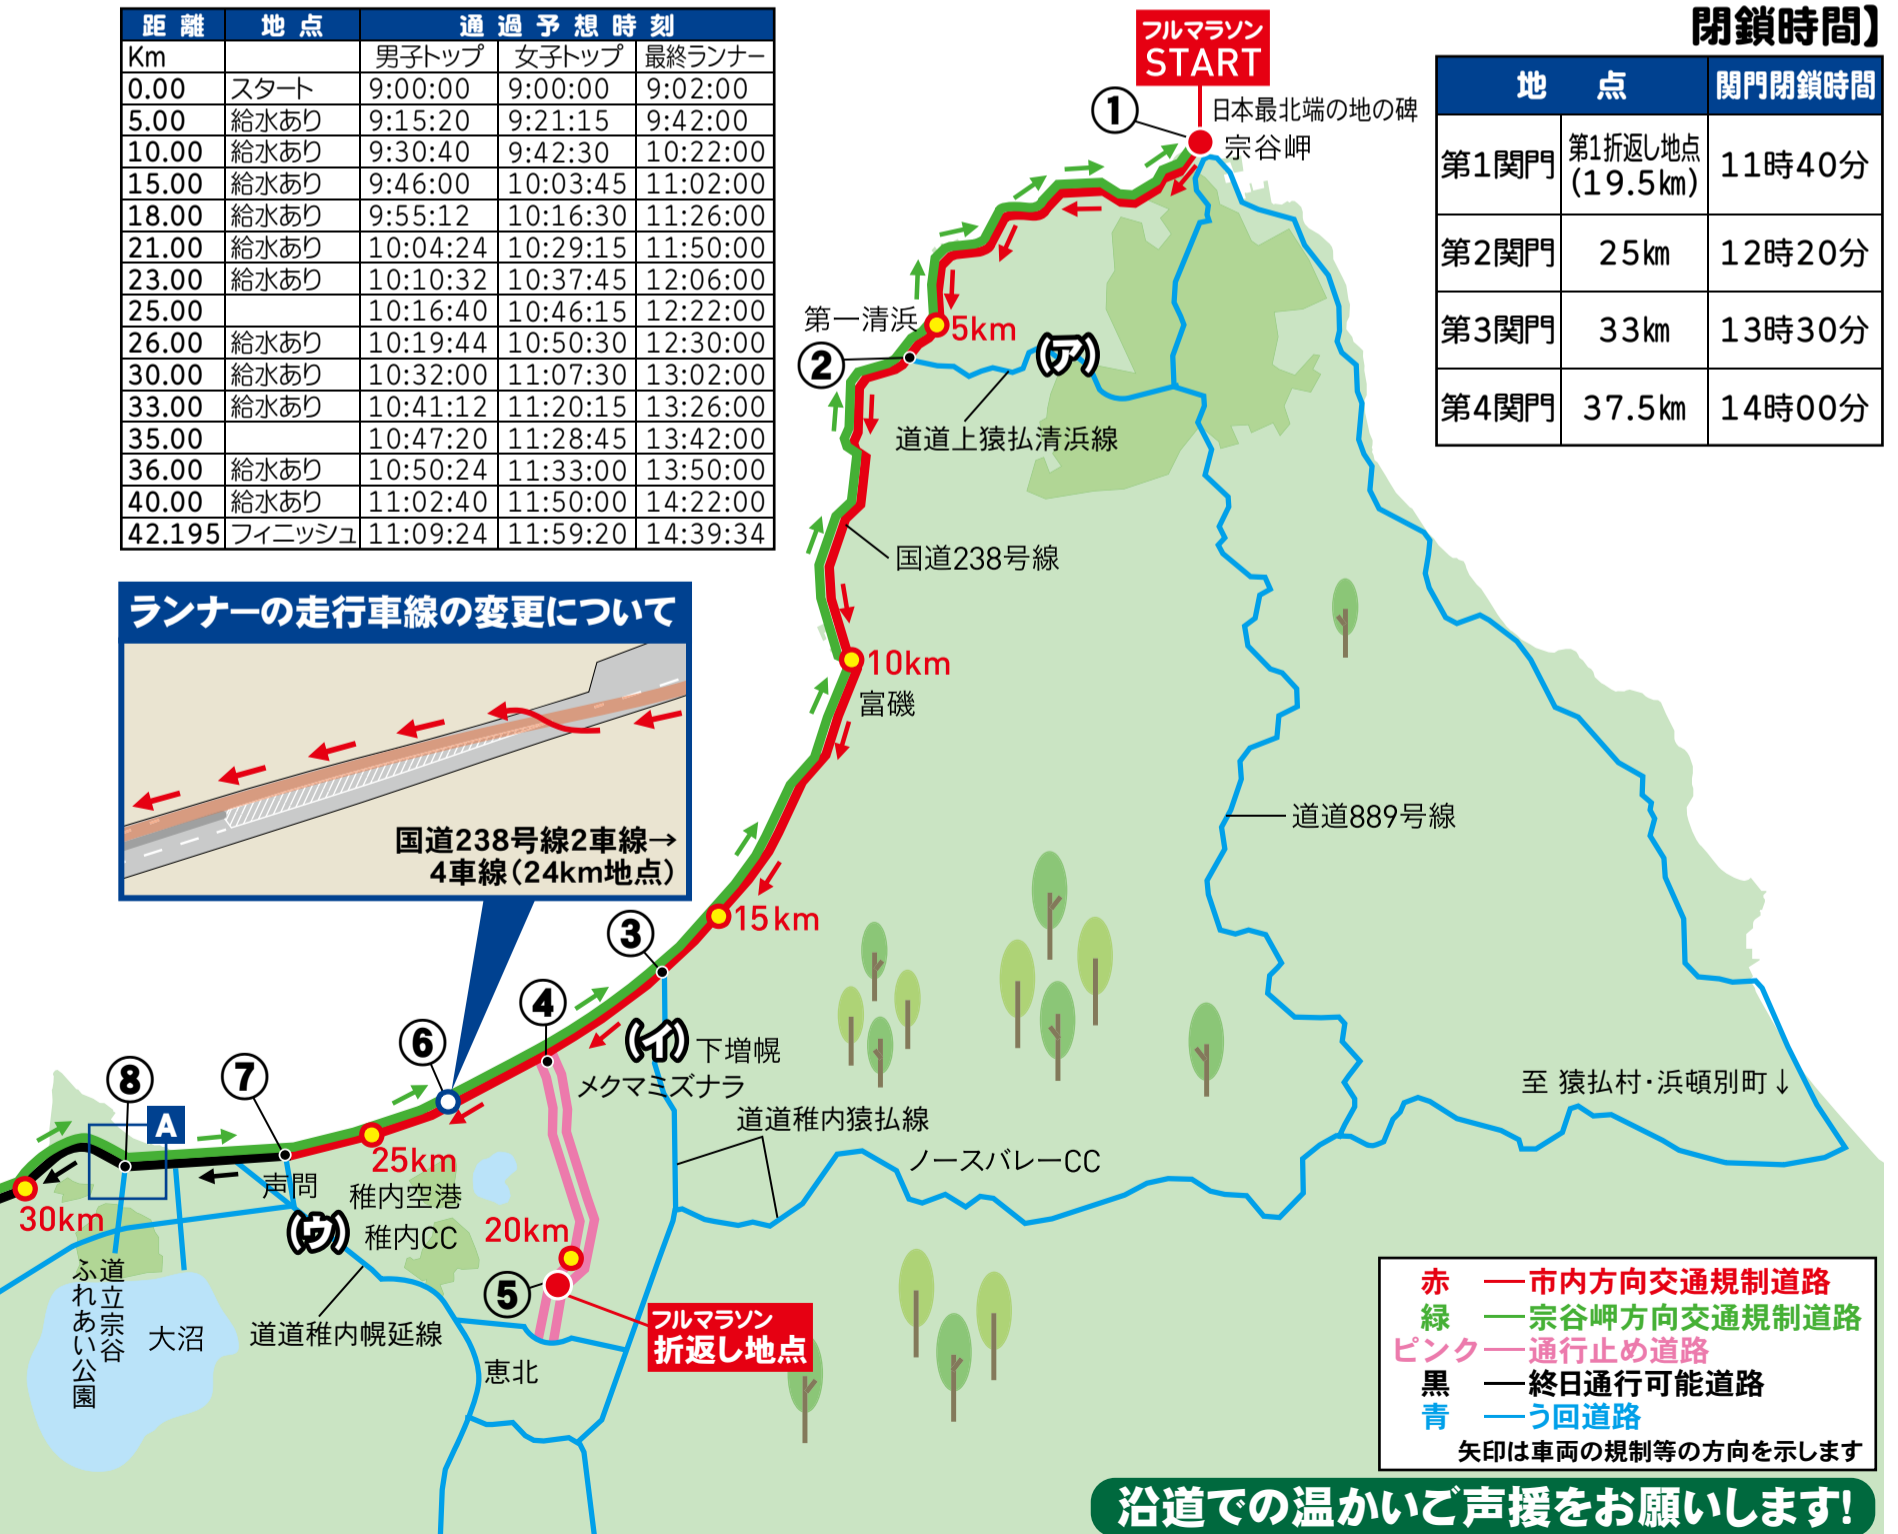 距離 地点 通過予想時刻
Km 男子トップ 女子トップ 最終ランナー
0.00 スタート 9:00:00 9:00:00 9:02:00
5.00 給水あり 9:15:20 9:21:15 9:42:00
10.00 給水あり 9:30:40 9:42:30 10:22:00
15.00 給水あり 9:46:00 10:03:45 11:02:00
18.00 給水あり 9:55:12 10:16:30 11:26:00
21.00 給水あり 10:04:24 10:29:15 11:50:00
23.00 給水あり 10:10:32 10:37:45 12:06:00
25.00 10:16:40 10:46:15 12:22:00
26.00 給水あり 10:19:44 10:50:30 12:30:00
30.00 給水あり 10:32:00 11:07:30 13:02:00
33.00 給水あり 10:41:12 11:20:15 13:26:00
35.00 10:47:20 11:28:45 13:42:00
36.00 給水あり 10:50:24 11:33:00 13:50:00
40.00 給水あり 11:02:40 11:50:00 14:22:00
42.195 フィニッシュ 11:09:24 11:59:20 14:39:34
閉鎖時間】
地点 関門閉鎖時間
第1関門 第1折返し地点 (19.5km) 11時40分
第2関門 25km 12時20分
第3関門 33km 13時30分
第4関門 37.5km 14時00分
フルマラソン
START
①
日本最北端の地の碑
宗谷岬
第一清浜
5km
②
(ア)
道道上猿払清浜線
国道238号線
10km
富磯
道道889号線
ランナーの走行車線の変更について
国道238号線2車線→
4車線(24km地点)
15km
③
④
(イ)
下増幌
メクマミズナラ
⑥
⑦
⑧
A
道道稚内猿払線
至 猿払村・浜頓別町↓
ノースバレーCC
25km
声問
稚内空港
30km
(ウ)
稚内CC
20km
⑤
道立宗谷
ふれあい公園
大沼
道道稚内幌延線
恵北
フルマラソン
折返し地点
赤 ―市内方向交通規制道路
緑 ―宗谷岬方向交通規制道路
ピンク―通行止め道路
黒 ―終日通行可能道路
青 ―う回道路
矢印は車両の規制等の方向を示します
沿道での温かいご声援をお願いします!